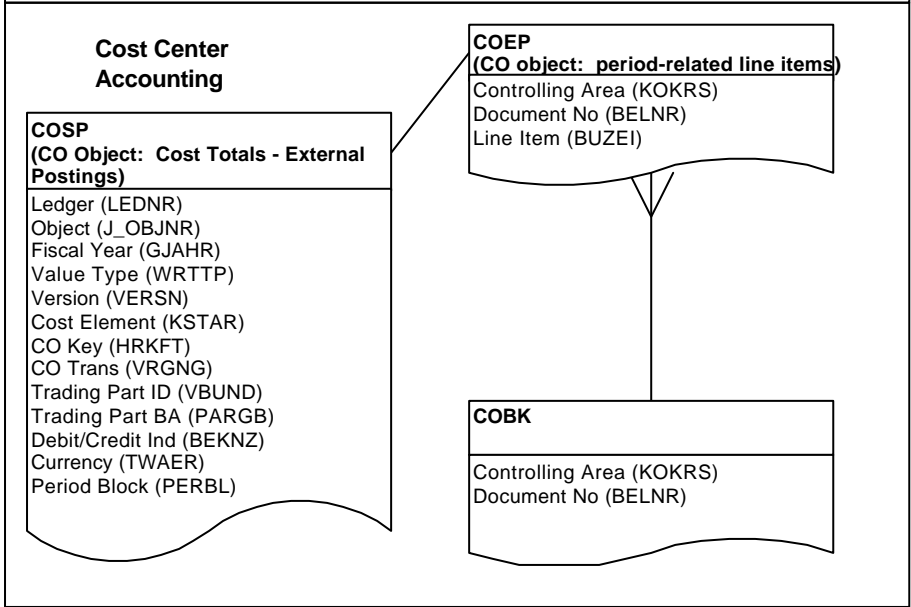 Cost Center
Accounting
COSP
(CO Object: Cost Totals - External
Postings)
Ledger (LEDNR)
Object (J_OBJNR)
Fiscal Year (GJAHR)
Value Type (WRTTP)
Version (VERSN)
Cost Element (KSTAR)
CO Key (HRKFT)
CO Trans (VRGNG)
Trading Part ID (VBUND)
Trading Part BA (PARGB)
Debit/Credit Ind (BEKNZ)
Currency (TWAER)
Period Block (PERBL)
COEP
(CO object: period-related line items)
Controlling Area (KOKRS)
Document No (BELNR)
Line Item (BUZEI)
COBK
Controlling Area (KOKRS)
Document No (BELNR)